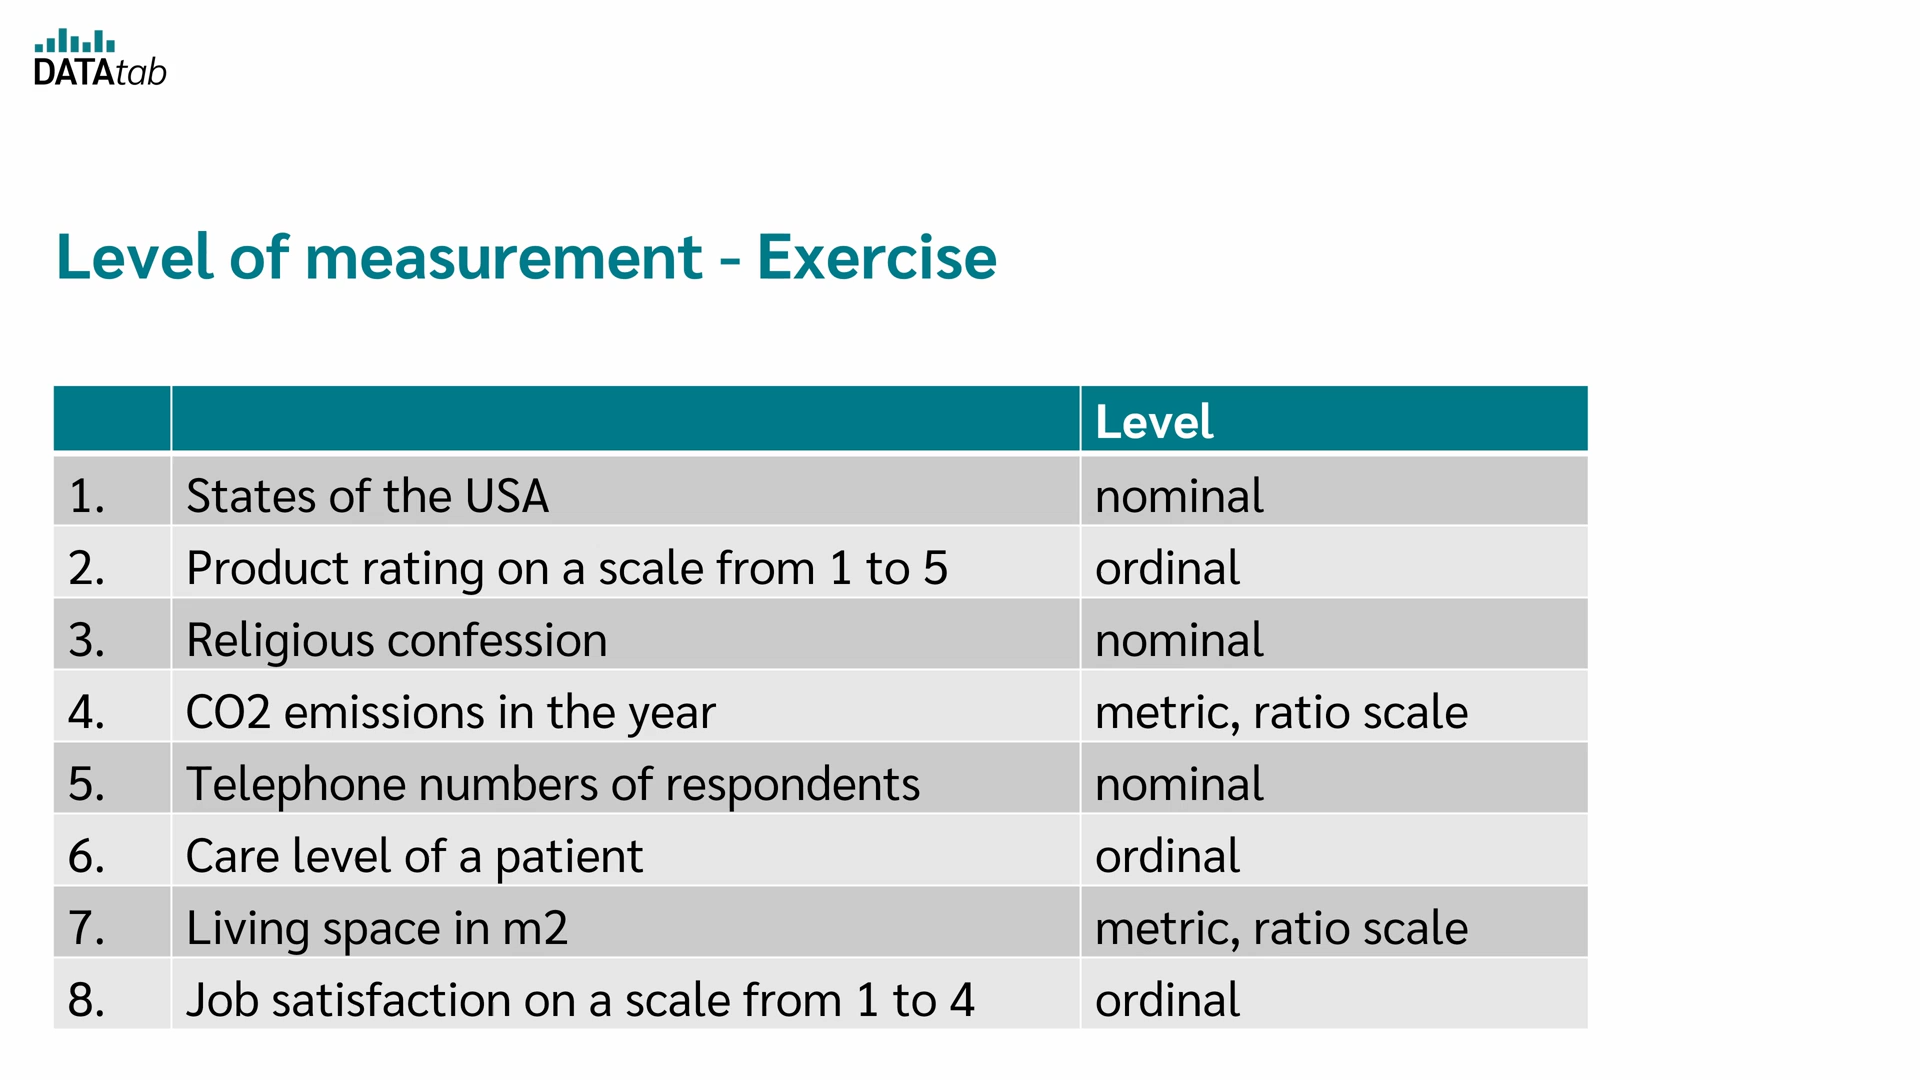 DATAtab
Level of measurement - Exercise
Level
1. States of the USA nominal
2. Product rating on a scale from 1 to 5 ordinal
3. Religious confession nominal
4. CO2 emissions in the year metric, ratio scale
5. Telephone numbers of respondents nominal
6. Care level of a patient ordinal
7. Living space in m2 metric, ratio scale
8. Job satisfaction on a scale from 1 to 4 ordinal